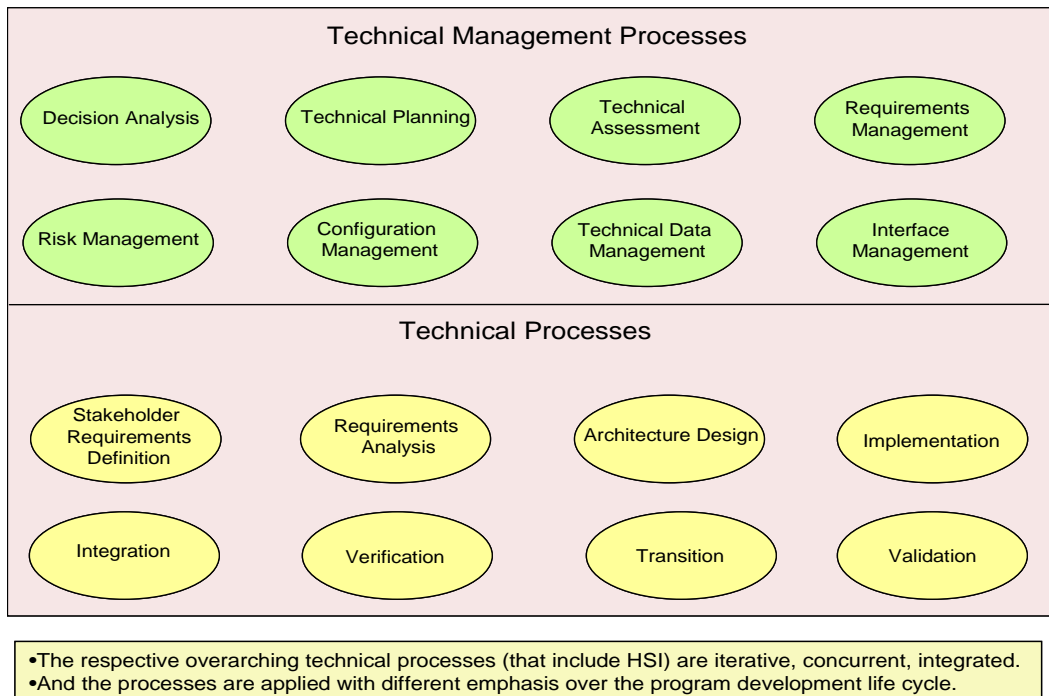 Technical Management Processes
Decision Analysis
Technical Planning
Technical
Assessment
Requirements
Management
Risk Management
Configuration
Management
Technical Data
Management
Interface
Management
Technical Processes
Stakeholder
Requirements
Definition
Requirements
Analysis
Architecture Design
Implementation
Integration
Verification
Transition
Validation
•The respective overarching technical processes (that include HSI) are iterative, concurrent, integrated.
•And the processes are applied with different emphasis over the program development life cycle.